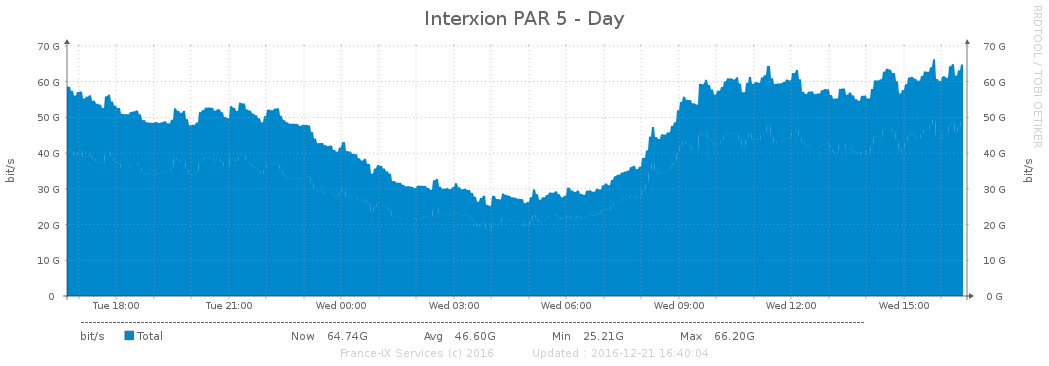 Interxion PAR 5 - Day
RRDTOOL / TOBI OETIKER
70 G 70 G
60 G 60 G
50 G 50 G
40 G 40 G
30 G 30 G
20 G 20 G
10 G 10 G
0 0 G
bit/s bit/s
Tue 18:00 Tue 21:00 Wed 00:00 Wed 03:00 Wed 06:00 Wed 09:00 Wed 12:00 Wed 15:00
bit/s Total Now 64.74G Avg 46.60G Min 25.21G Max 66.20G
France-IX Services (c) 2016 Updated : 2016-12-21 16:40:04